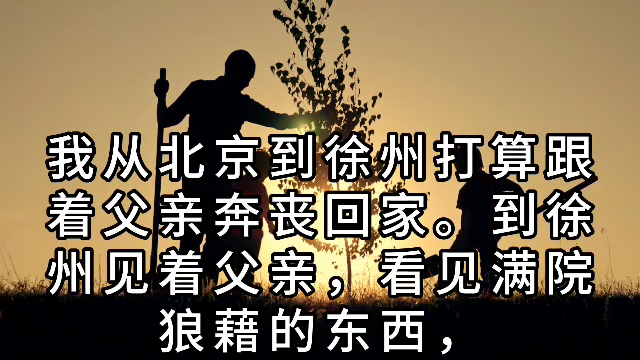 我从北京到徐州打算跟
着父亲奔丧回家。到徐
州见着父亲，看见满院
狼藉的东西，